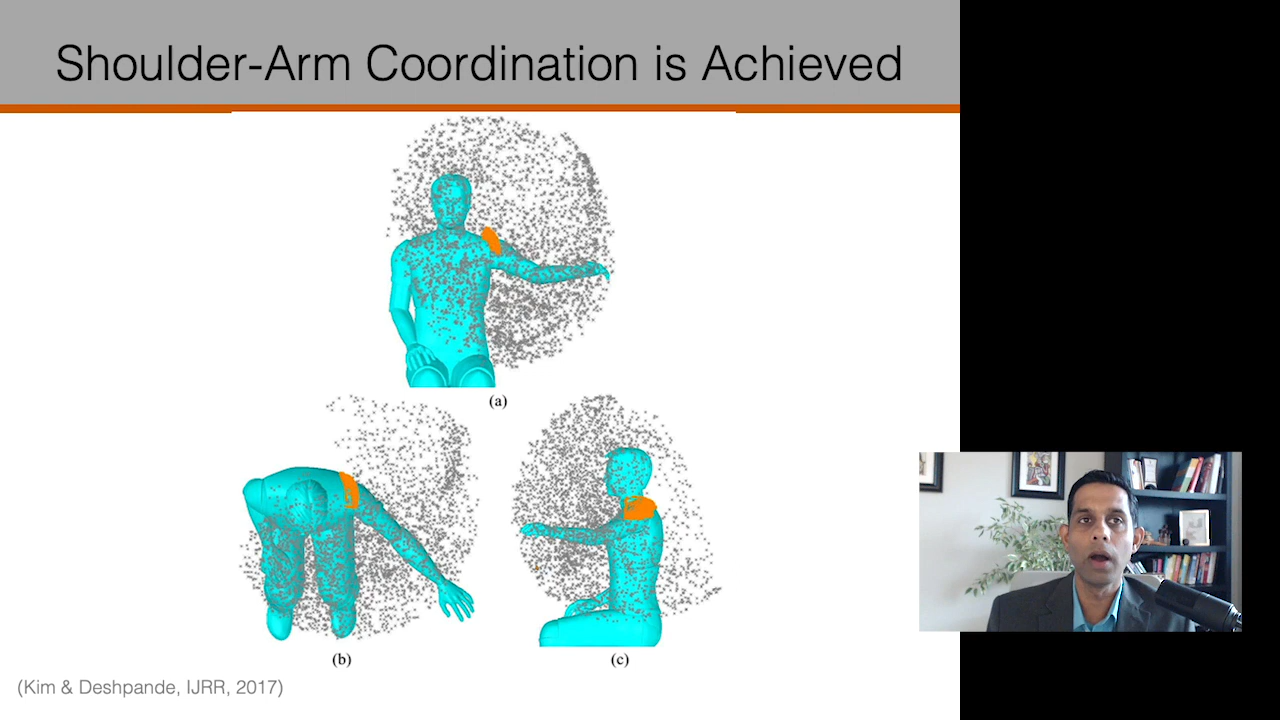 Shoulder-Arm Coordination is Achieved
(a)
(b)
(c)
(Kim & Deshpande, IJRR, 2017)